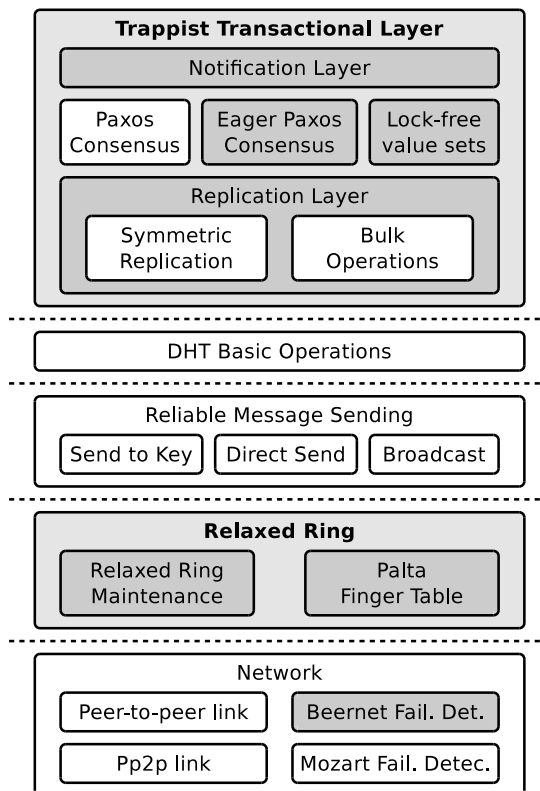 Trappist Transactional Layer
Notification Layer
Paxos
Consensus
Eager Paxos
Consensus
Lock-free
value sets
Replication Layer
Symmetric
Replication
Bulk
Operations
DHT Basic Operations
Reliable Message Sending
Send to Key
Direct Send
Broadcast
Relaxed Ring
Relaxed Ring
Maintenance
Palta
Finger Table
Network
Peer-to-peer link
Beernet Fail. Det.
Pp2p link
Mozart Fail. Detec.